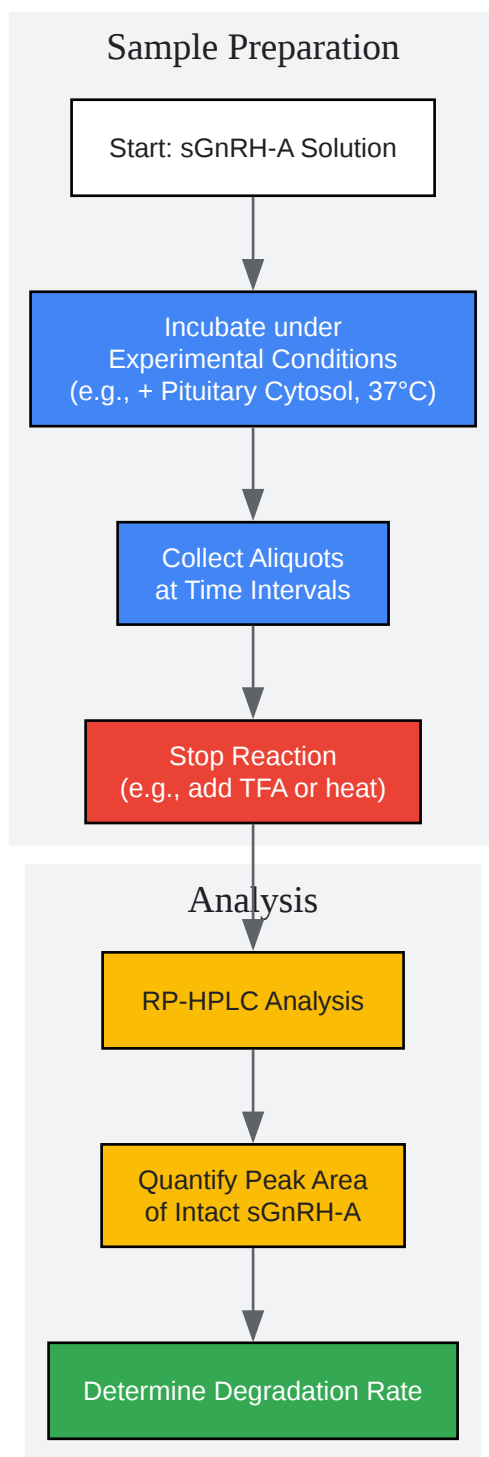 Sample Preparation
Start: sGnRH-A Solution
Incubate under
Experimental Conditions
(e.g., + Pituitary Cytosol, 37°C)
Collect Aliquots
at Time Intervals
Stop Reaction
(e.g., add TFA or heat)
Analysis
RP-HPLC Analysis
Quantify Peak Area
of Intact sGnRH-A
Determine Degradation Rate